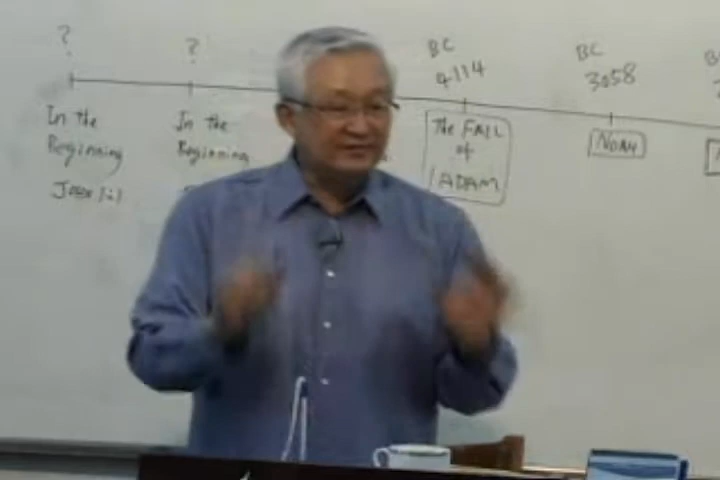 ?
In the
Beginning
John 1:1
?
In the
Beginning
BC
4114
The FALL
of
ADAM
BC
3058
NOAH